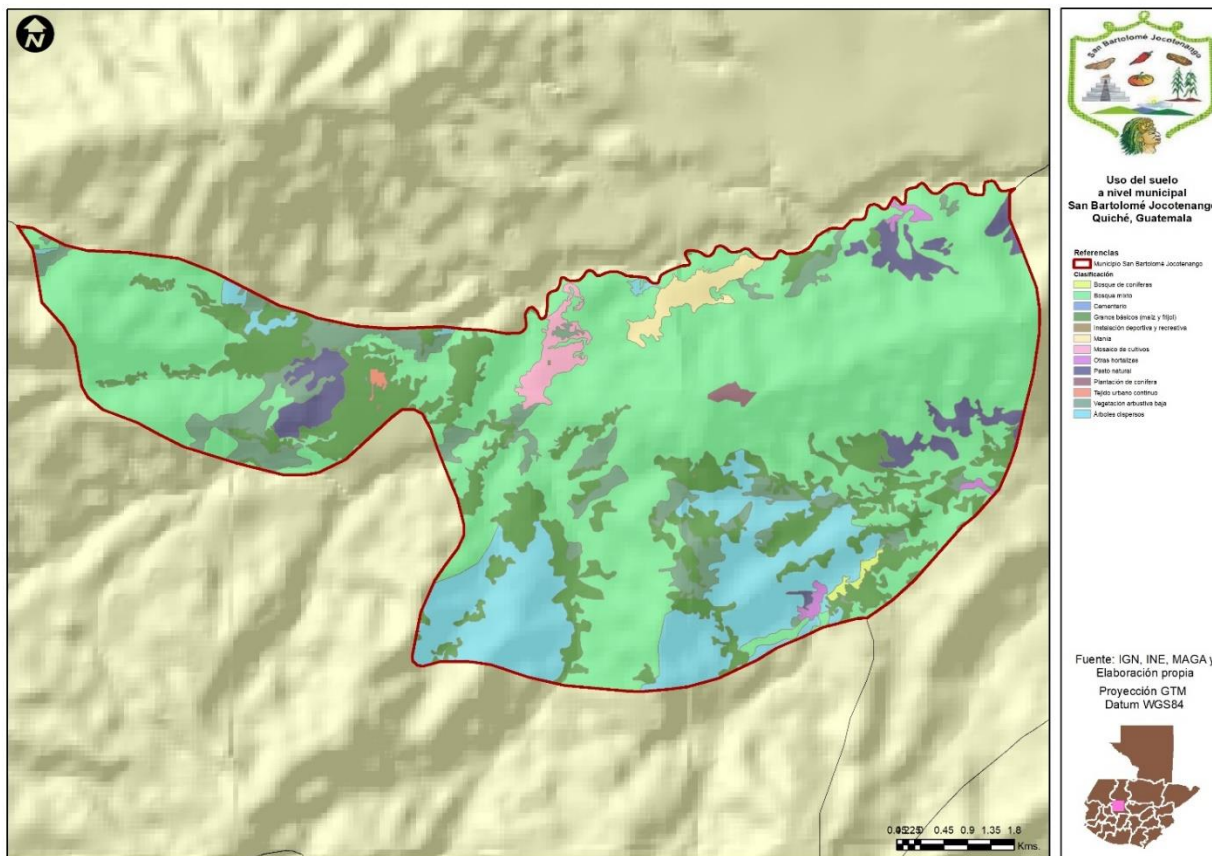 N
San Bartolomé Jocotenango
Uso del suelo
a nivel municipal
San Bartolomé Jocotenango
Quiché, Guatemala
Referencias
Municipio San Bartolomé Jocotenango
Clasificación
Bosque de coníferas
Bosque mixto
Cementerio
Granos básicos (maíz y frijol)
Instalación deportiva y recreativa
Manía
Mosaico de cultivos
Otras hortalizas
Pasto natural
Plantación de conífera
Tejido urbano continuo
Vegetación arbustiva baja
Árboles dispersos
Fuente: IGN, INE, MAGA y
Elaboración propia
Proyección GTM
Datum WGS84
0 0.45 0.9 1.35 1.8
Kms.